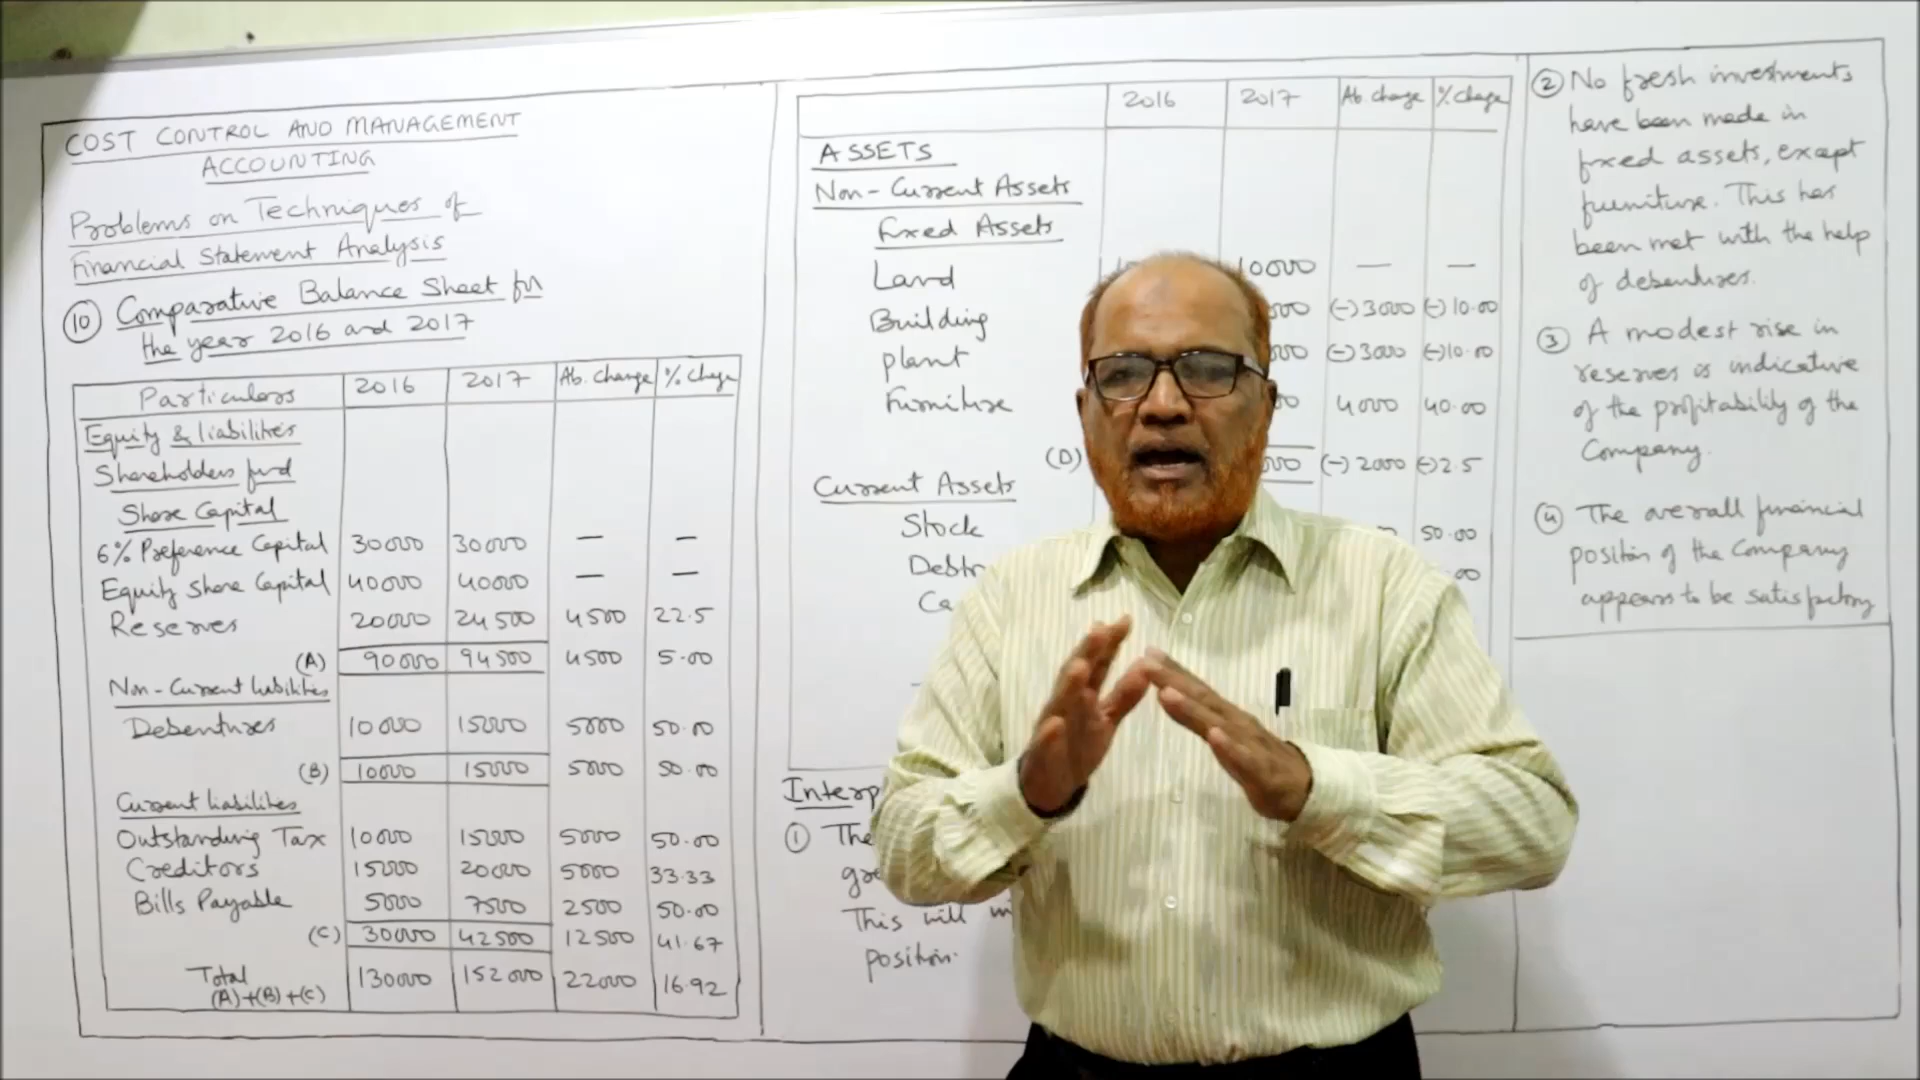 COST CONTROL AND MANAGEMENT
ACCOUNTING
Problems on Techniques of
Financial Statement Analysis
(10) Comparative Balance Sheet for
the year 2016 and 2017
Particulars 2016 2017 Ab. change % Chage
Equity & liabilities
Shareholders fund
Share Capital
6% Preference Capital 30000 30000 — —
Equity Share Capital 40000 40000 — —
Reserves 20000 24500 4500 22.5
(A) 90000 94500 4500 5.00
Non-Current liabilities
Debentures 10000 15000 5000 50.00
(B) 10000 15000 5000 50.00
Current liabilities
Outstanding Tax 10000 15000 5000 50.00
Creditors 15000 20000 5000 33.33
Bills Payable 5000 7500 2500 50.00
(C) 30000 42500 12500 41.67
Total
(A)+(B)+(C) 130000 152000 22000 16.92
2016 2017 Ab. change % Chage
ASSETS
Non-Current Assets
Fixed Assets
Land 10000 — —
Building (-) 3000 (-) 10.00
plant (-) 3000 (-) 10.00
Furniture 4000 40.00
(D) (-) 2000 (-) 2.5
Current Assets
Stock 50.00
① The
This will
position.
② No fresh investments
have been made in
fixed assets, except
furniture. This has
been met with the help
of debentures.
③ A modest rise in
reserves is indicative
of the profitability of the
Company.
④ The overall financial
position of the Company
appears to be satisfactory